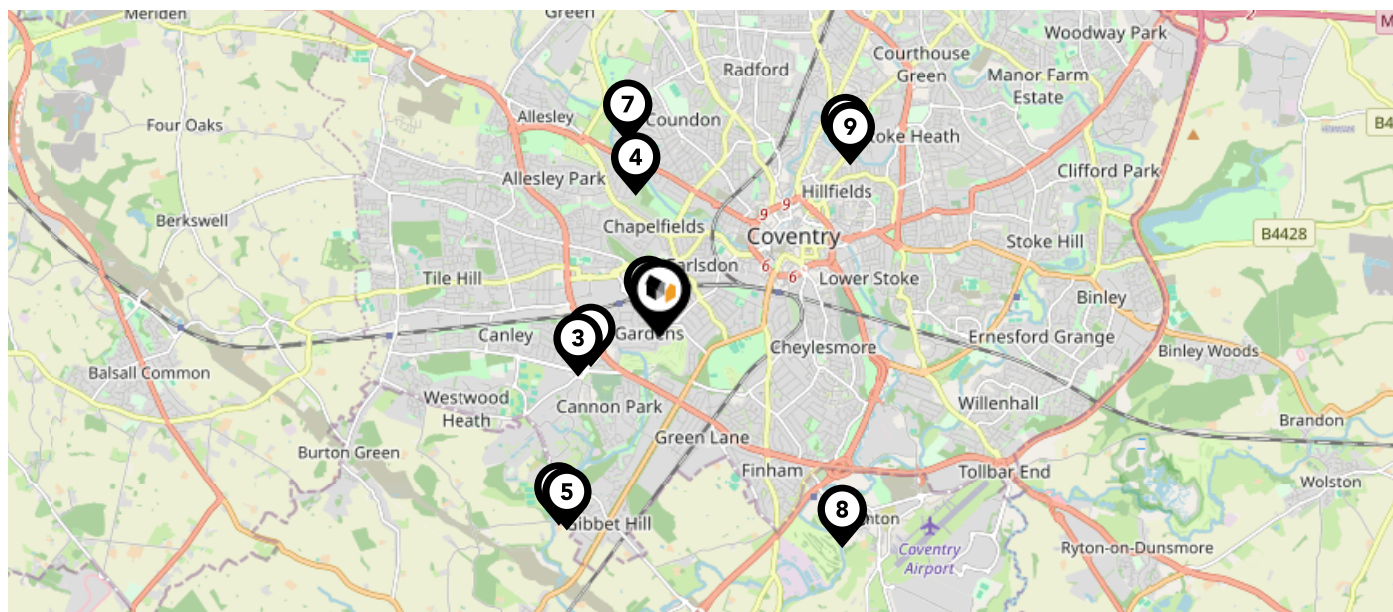 Meriden
Green
2
M
Woodway Park
Courthouse
Green
Radford
Manor Farm
Estate
7
Allesley
Coundon
Four Oaks
9
toke Heath
B4
4
Allesley Park
Clifford Park
Hillfields
9
9
Berkswell
Chapelfields
Coventry
Stoke Hill
B4428
Tile Hill
arlsdon
6
6
Lower Stoke
Binley
3
Canley
Gardens
Cheylesmore
Ernesford Grange
Binley Woods
Balsall Common
Westwood
Heath
Cannon Park
Willenhall
Brandon
Burton Green
Green Lane
Finham
Tollbar End
Wolston
5
Gibbet Hill
8
nton
Coventry
Airport
Ryton-on-Dunsmore